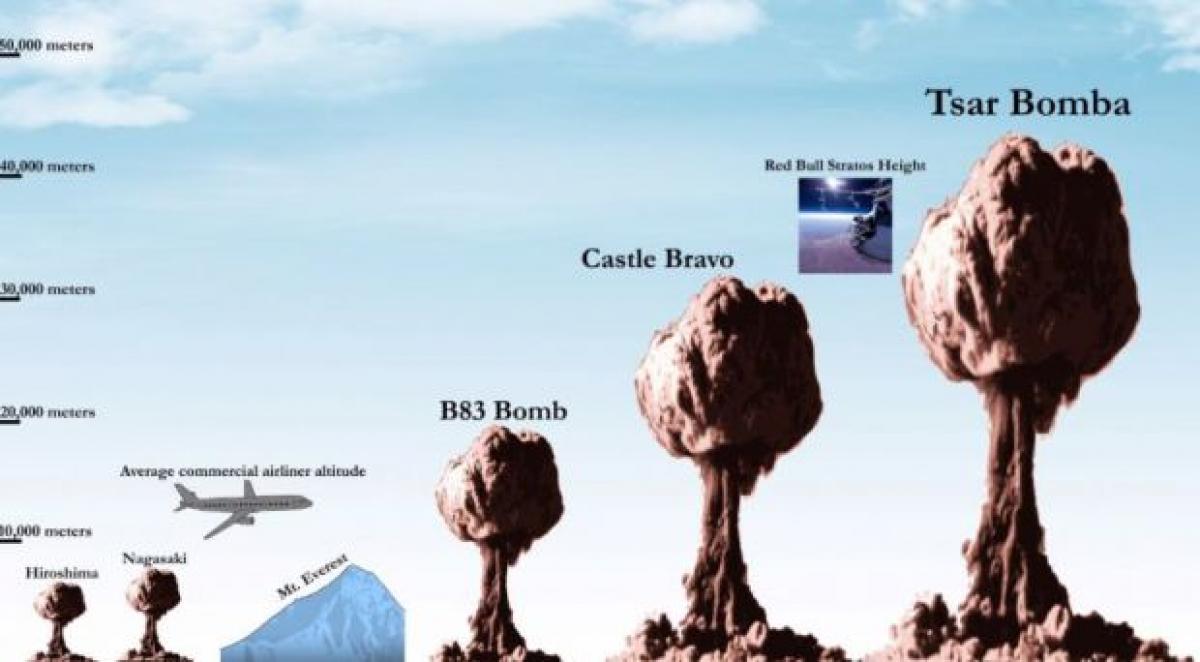 50,000 meters
Tsar Bomba
40,000 meters
Red Bull Stratos Height
Castle Bravo
30,000 meters
20,000 meters
B83 Bomb
Average commercial airliner altitude
10,000 meters
Nagasaki
Hiroshima
Mt. Everest